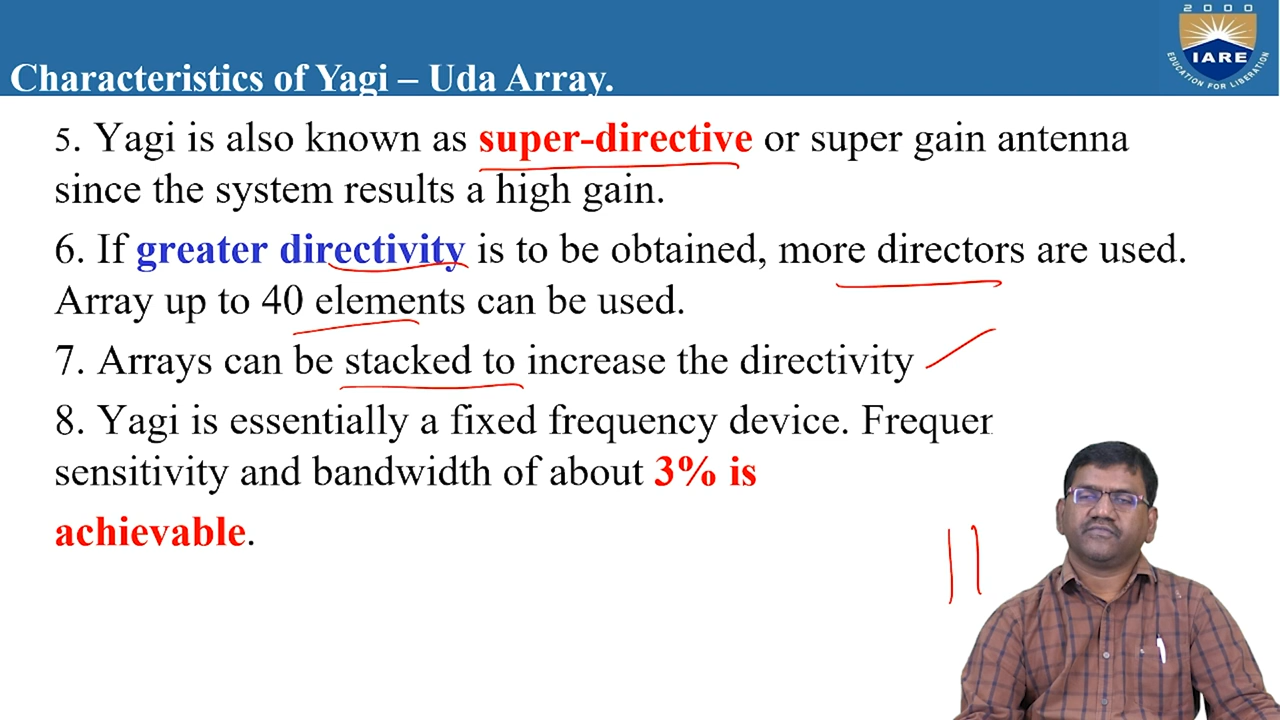 2000
IARE
EDUCATION FOR LIBERATION
Characteristics of Yagi – Uda Array.
5. Yagi is also known as super-directive or super gain antenna
since the system results a high gain.
6. If greater directivity is to be obtained, more directors are used.
Array up to 40 elements can be used.
7. Arrays can be stacked to increase the directivity
8. Yagi is essentially a fixed frequency device. Frequen
sensitivity and bandwidth of about 3% is
achievable.